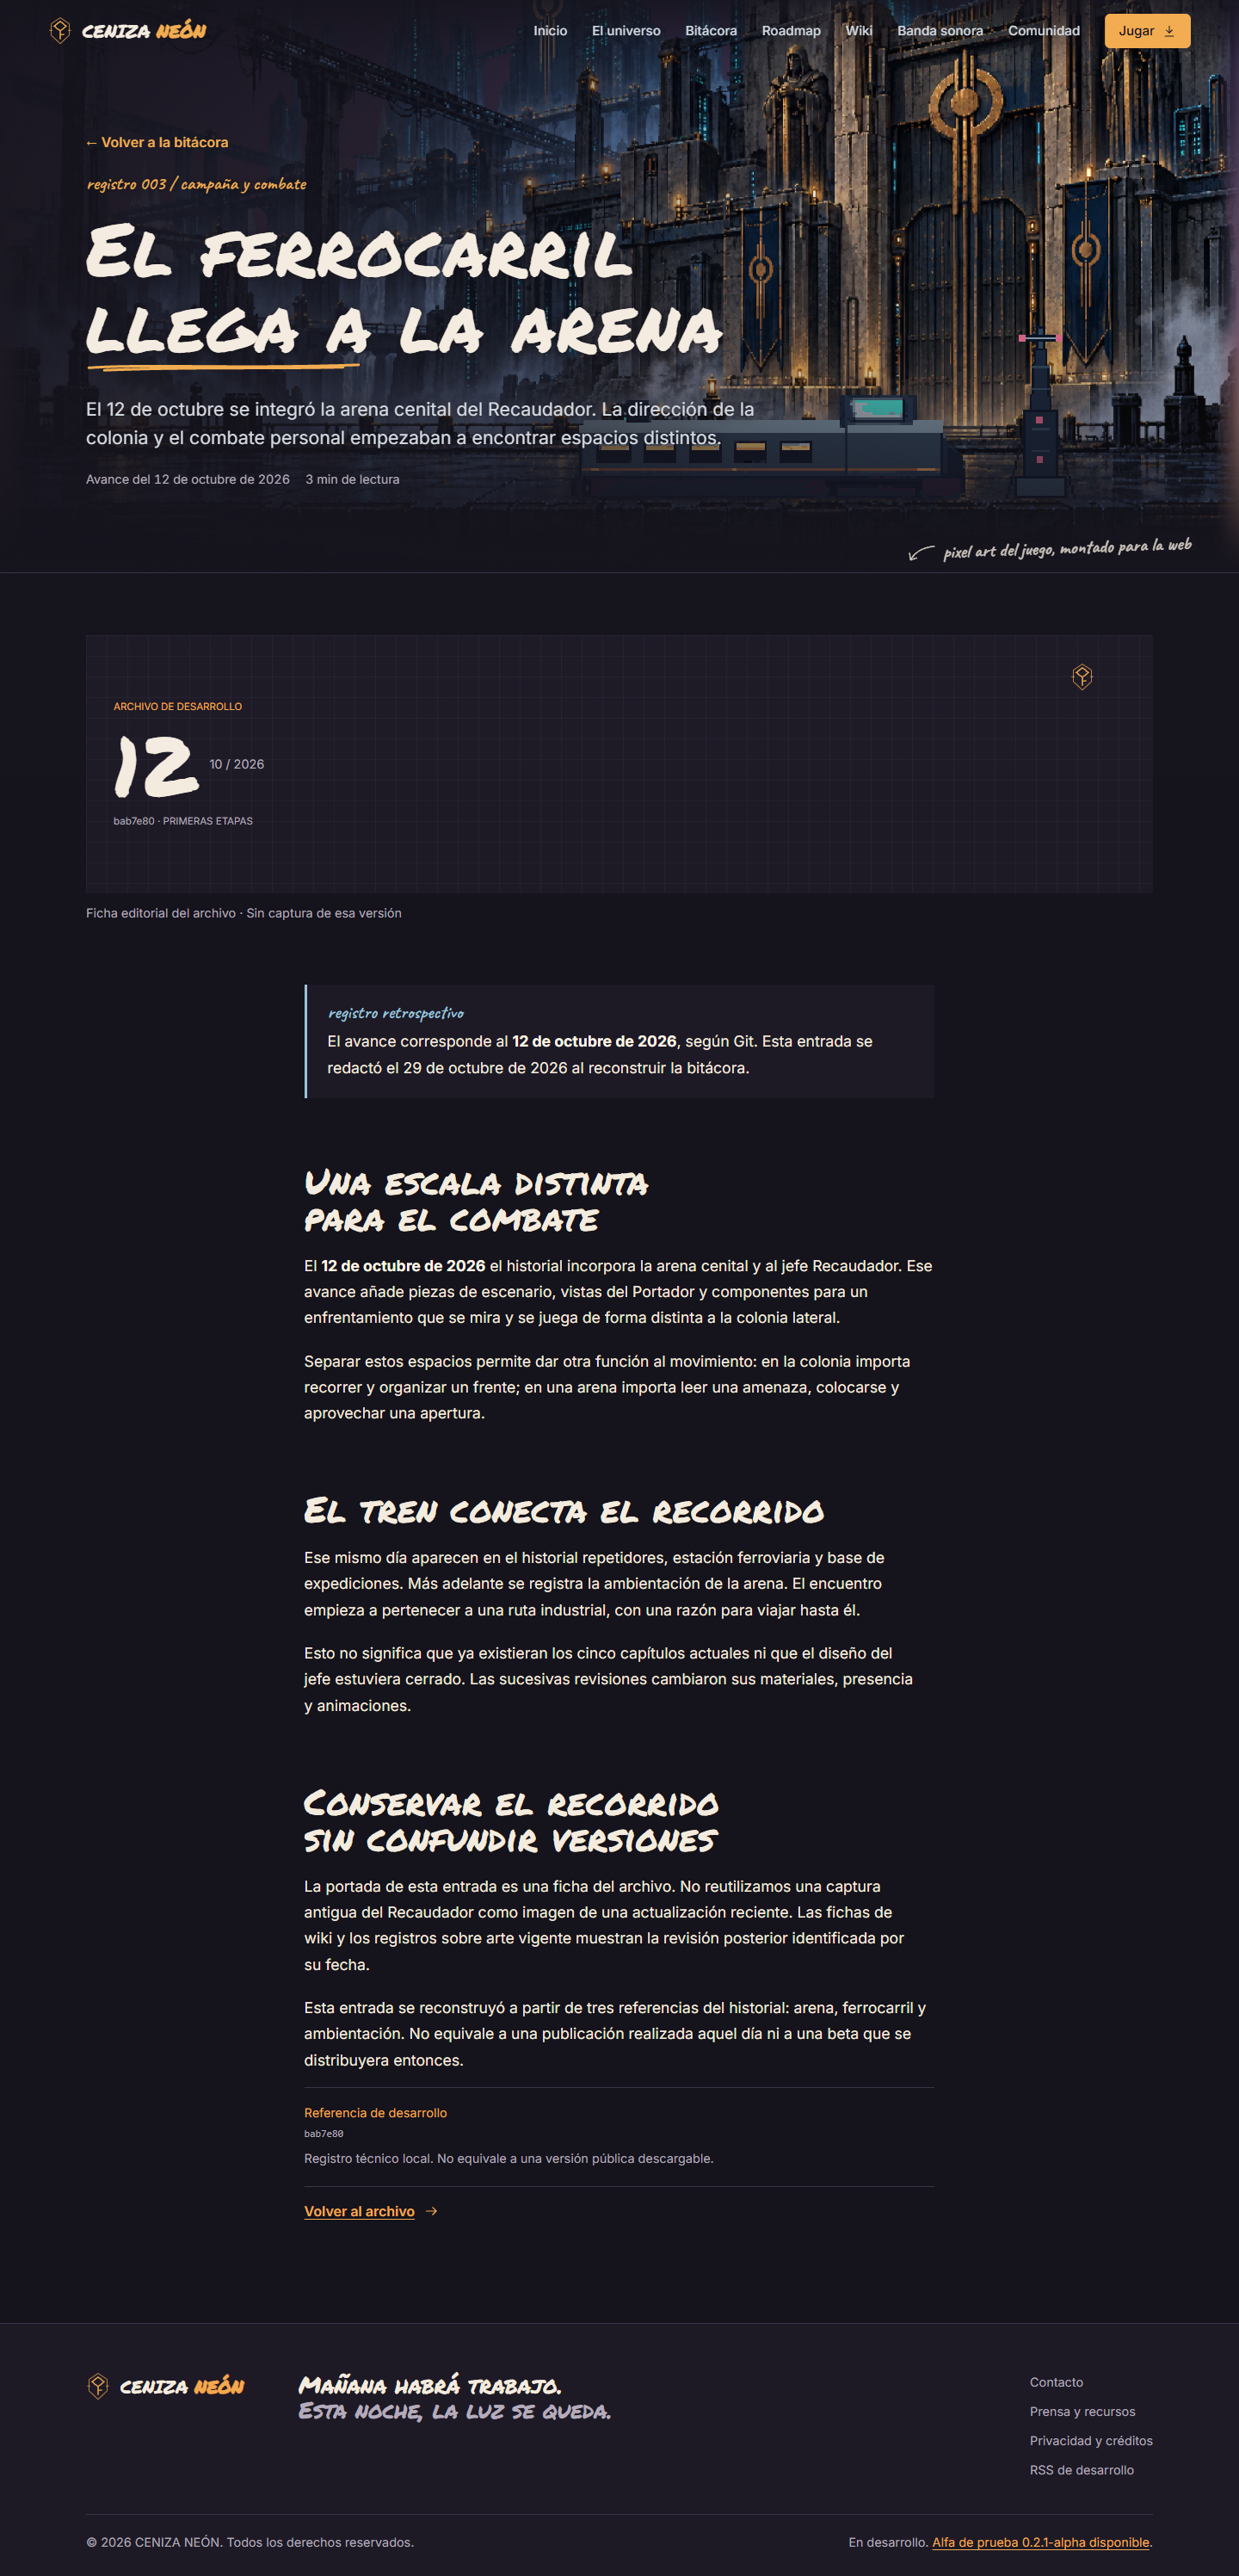 CENIZA NEÓN
Inicio El universo Bitácora Roadmap Wiki Banda sonora Comunidad Jugar
← Volver a la bitácora
registro 003 / campaña y combate
El ferrocarril
llega a la arena
El 12 de octubre se integró la arena cenital del Recaudador. La dirección de la
colonia y el combate personal empezaban a encontrar espacios distintos.
Avance del 12 de octubre de 2026 3 min de lectura
pixel art del juego, montado para la web
ARCHIVO DE DESARROLLO
12 10 / 2026
bab7e80 · PRIMERAS ETAPAS
Ficha editorial del archivo · Sin captura de esa versión
registro retrospectivo
El avance corresponde al 12 de octubre de 2026, según Git. Esta entrada se
redactó el 29 de octubre de 2026 al reconstruir la bitácora.
Una escala distinta
para el combate
El 12 de octubre de 2026 el historial incorpora la arena cenital y al jefe Recaudador. Ese
avance añade piezas de escenario, vistas del Portador y componentes para un
enfrentamiento que se mira y se juega de forma distinta a la colonia lateral.
Separar estos espacios permite dar otra función al movimiento: en la colonia importa
recorrer y organizar un frente; en una arena importa leer una amenaza, colocarse y
aprovechar una apertura.
El tren conecta el recorrido
Ese mismo día aparecen en el historial repetidores, estación ferroviaria y base de
expediciones. Más adelante se registra la ambientación de la arena. El encuentro
empieza a pertenecer a una ruta industrial, con una razón para viajar hasta él.
Esto no significa que ya existieran los cinco capítulos actuales ni que el diseño del
jefe estuviera cerrado. Las sucesivas revisiones cambiaron sus materiales, presencia
y animaciones.
Conservar el recorrido
sin confundir versiones
La portada de esta entrada es una ficha del archivo. No reutilizamos una captura
antigua del Recaudador como imagen de una actualización reciente. Las fichas de
wiki y los registros sobre arte vigente muestran la revisión posterior identificada por
su fecha.
Esta entrada se reconstruyó a partir de tres referencias del historial: arena, ferrocarril y
ambientación. No equivale a una publicación realizada aquel día ni a una beta que se
distribuyera entonces.
Referencia de desarrollo
bab7e80
Registro técnico local. No equivale a una versión pública descargable.
Volver al archivo →
CENIZA NEÓN
Mañana habrá trabajo.
Esta noche, la luz se queda.
Contacto
Prensa y recursos
Privacidad y créditos
RSS de desarrollo
© 2026 CENIZA NEÓN. Todos los derechos reservados.
En desarrollo. Alfa de prueba 0.2.1-alpha disponible.